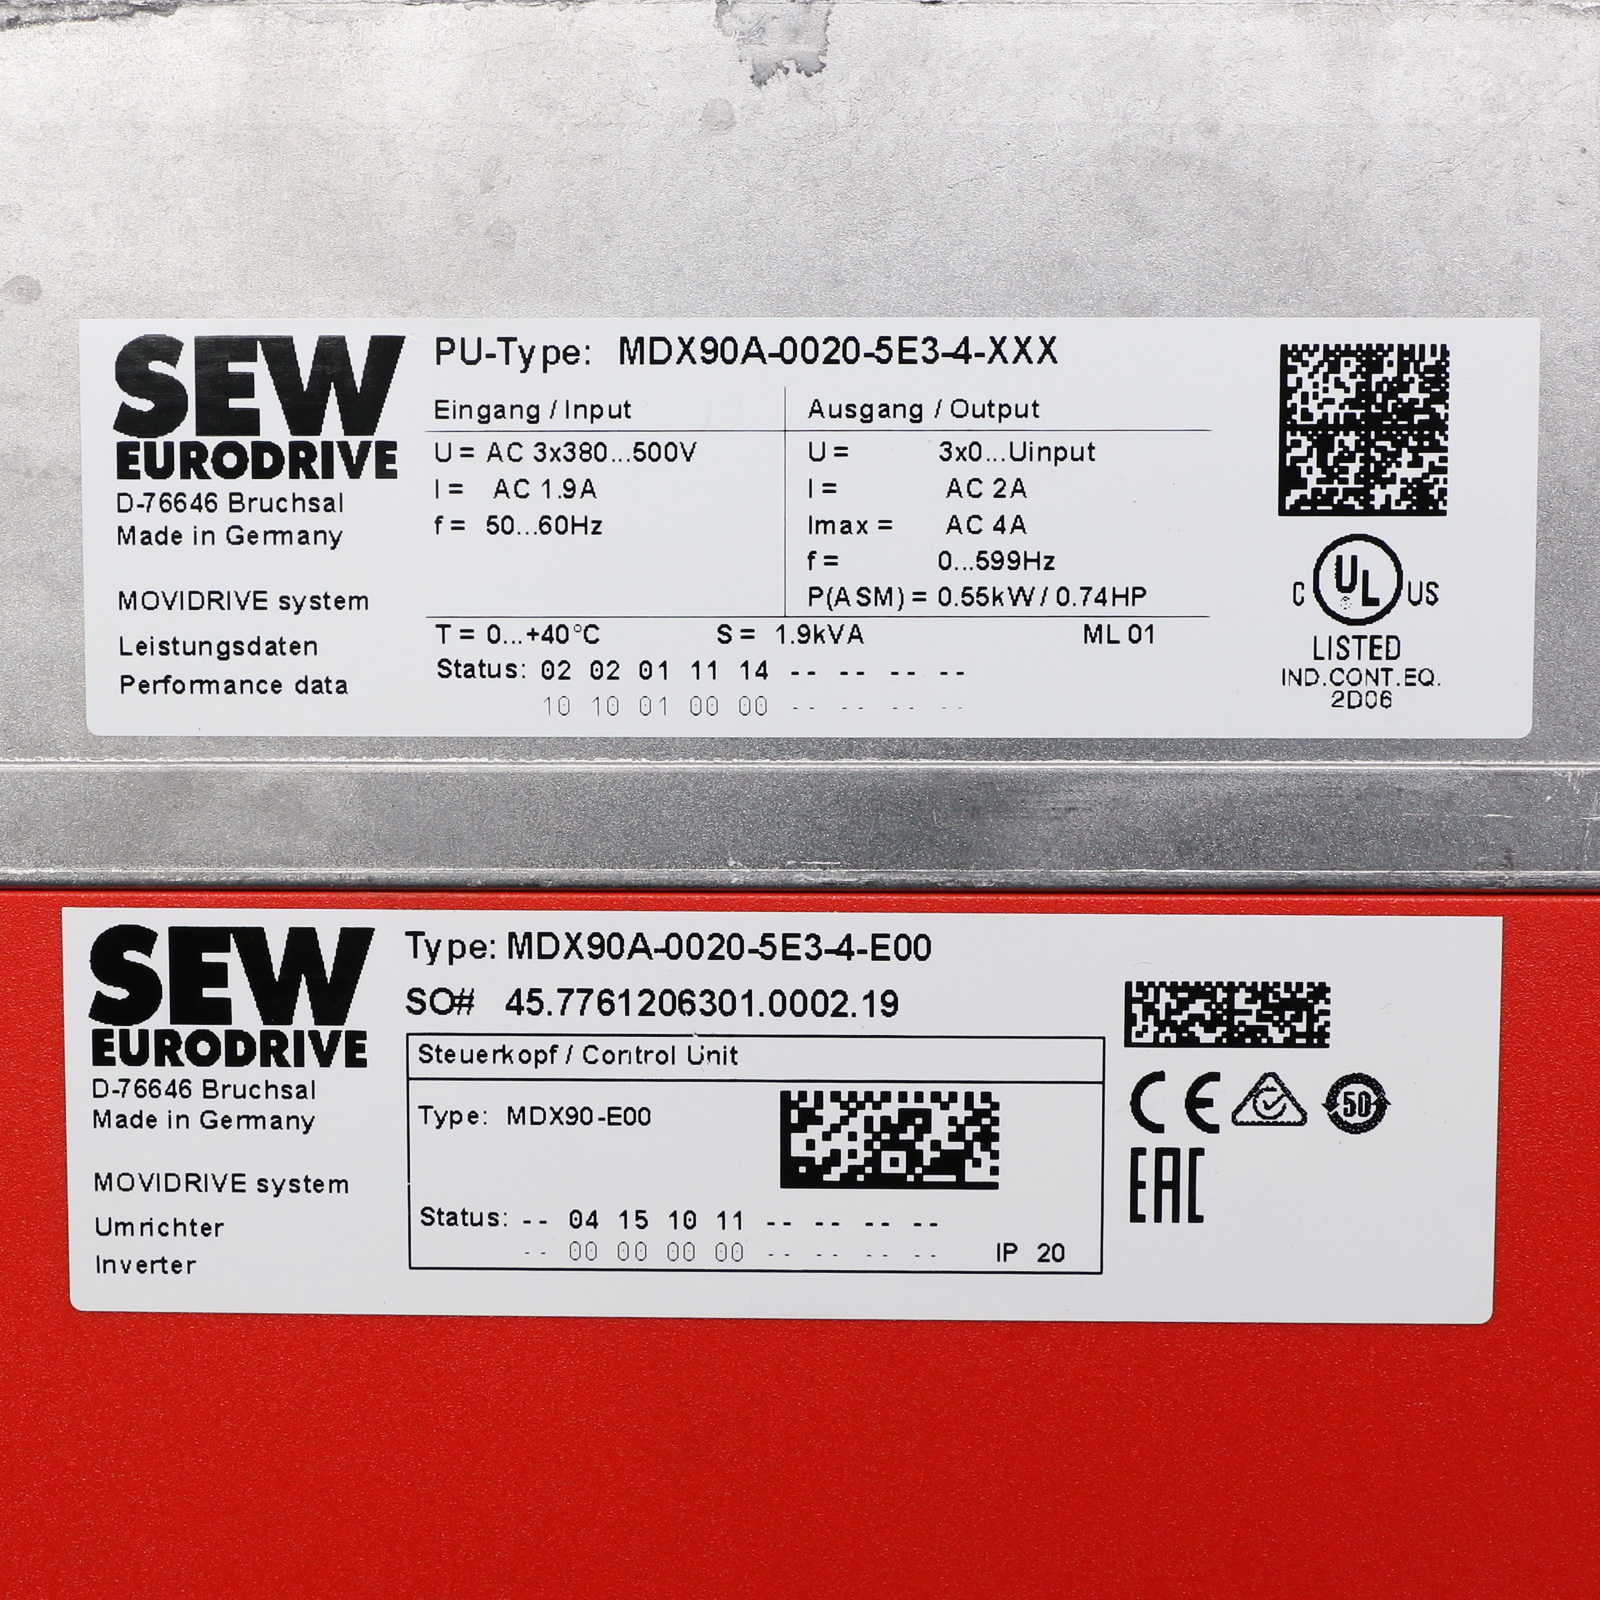 SEW
EURODRIVE
D-76646 Bruchsal
Made in Germany
MOVIDRIVE system
Leistungsdaten
Performance data
PU-Type: MDX90A-0020-5E3-4-XXX
Eingang / Input
U = AC 3x380...500V
I = AC 1.9A
f = 50...60Hz
Ausgang / Output
U = 3x0...Uinput
I = AC 2A
Imax = AC 4A
f = 0...599Hz
P(ASM) = 0.55kW / 0.74HP
T = 0...+40°C S = 1.9kVA ML 01
Status: 02 02 01 11 14 -- -- -- --
10 10 01 00 00 -- -- -- --
C UL US
LISTED
IND.CONT.EQ.
2D06
SEW
EURODRIVE
D-76646 Bruchsal
Made in Germany
MOVIDRIVE system
Umrichter
Inverter
Type: MDX90A-0020-5E3-4-E00
SO# 45.7761206301.0002.19
Steuerkopf / Control Unit
Type: MDX90-E00
Status: -- 04 15 10 11 -- -- -- --
-- 00 00 00 00 -- -- -- --
IP 20
CE
50
EAC